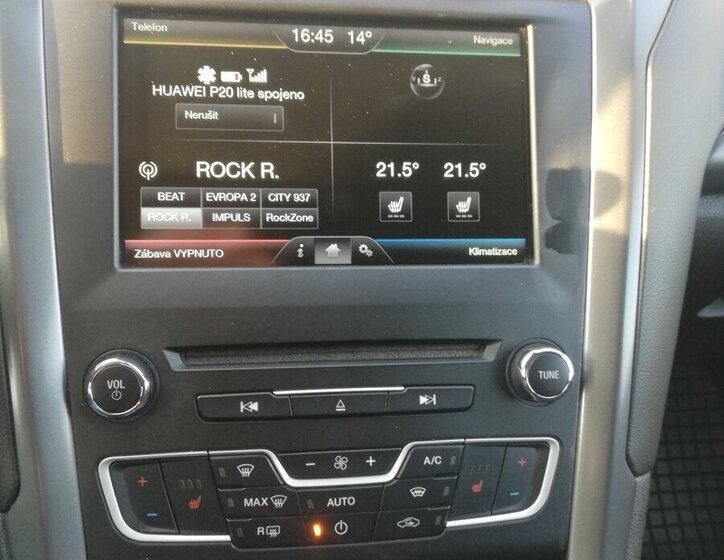 Telefon
16:45 14°
Navigace
HUAWEI P20 lite spojeno
Nerušit
S
ROCK R.
21.5° 21.5°
BEAT EVROPA 2 CITY 937
ROCK R. IMPULS RockZone
Zábava VYPNUTO
Klimatizace
VOL
TUNE
A/C
MAX
AUTO
R